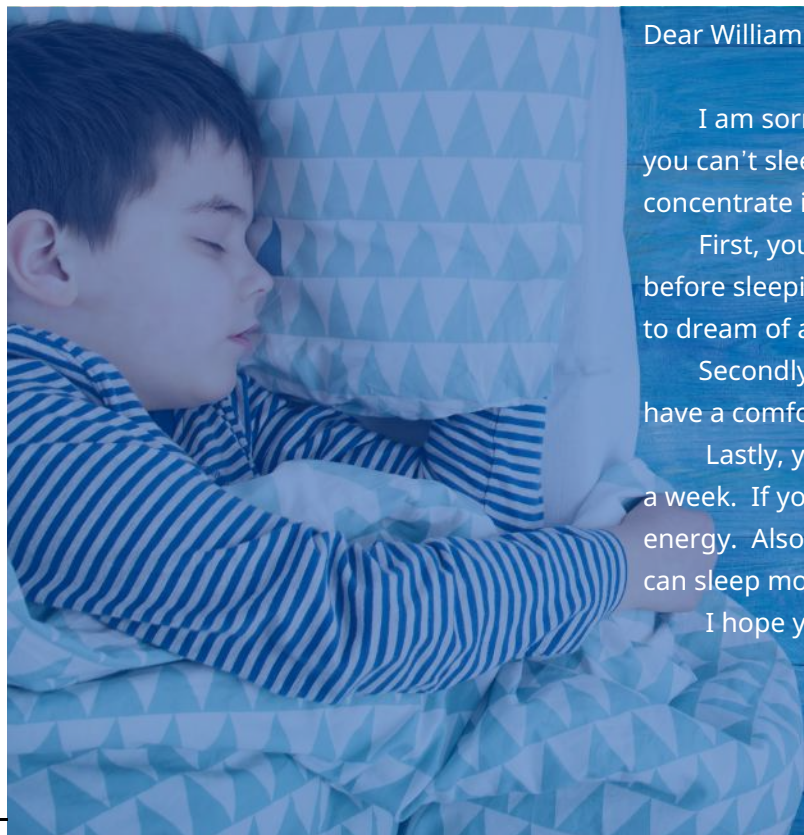 Dear William
I am sorr
you can't slee
concentrate i
First, you
before sleepi
to dream of a
Secondly
have a comfo
Lastly, y
a week.  If yo
energy.  Also
can sleep mo
I hope y